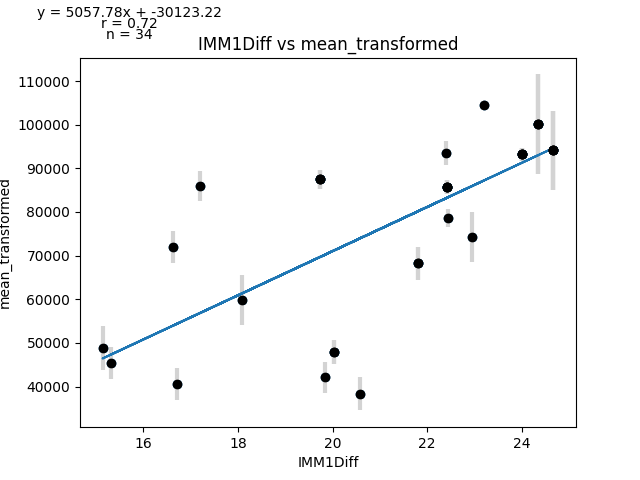 y = 5057.78x + -30123.22
r = 0.72
n = 34
IMM1Diff vs mean_transformed
110000
100000
90000
80000
70000
60000
50000
40000
mean_transformed
16
18
20
22
24
IMM1Diff